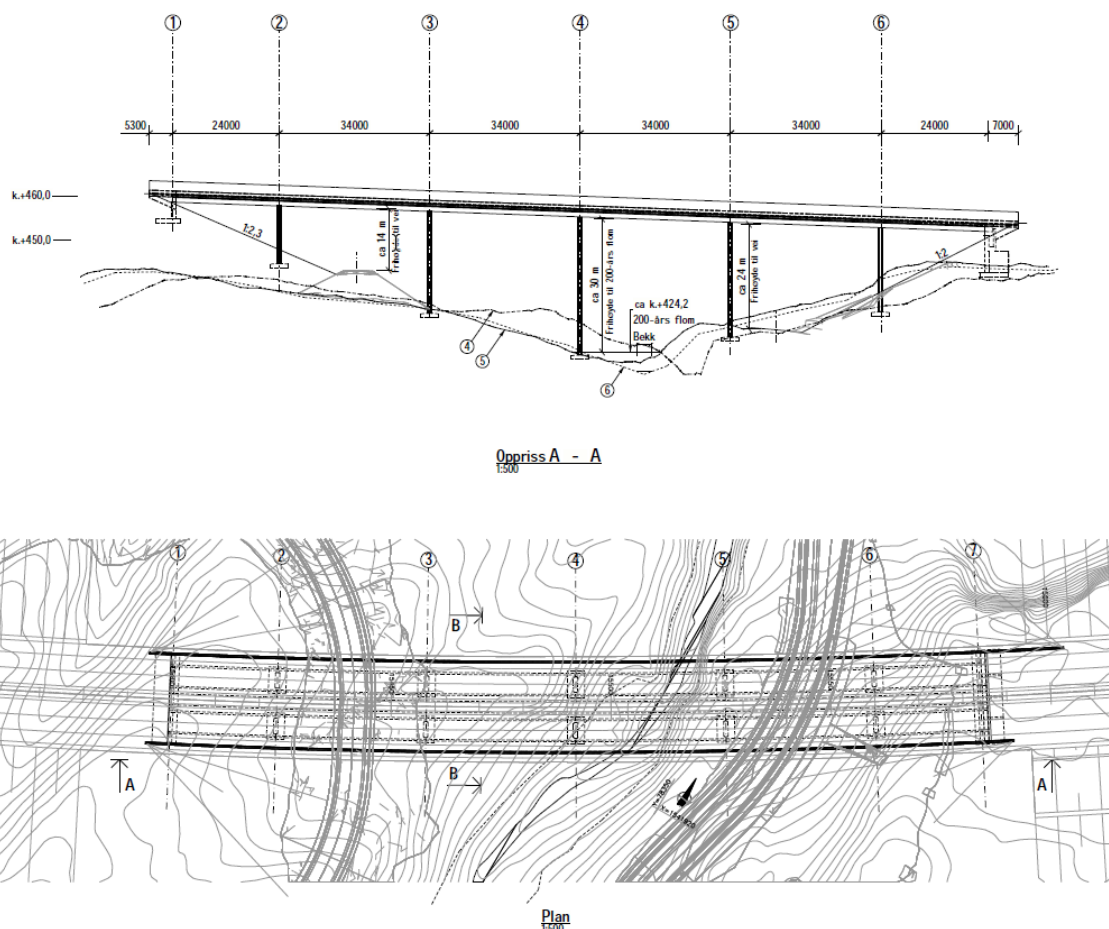 1 2 3 4 5 6
5300 24000 34000 34000 34000 34000 24000 7000
k.+460,0
k.+450,0
1:2,3
ca 14 m
Frihøyde til vei
ca 30 m
Frihøyde til 200-års flom
ca k.+424,2
200-års flom
Bekk
ca 24 m
Frihøyde til vei
1:2
4
5
6
Oppriss A - A
1:500
1 2 3 4 5 6 7
B
B
A
A
Plan
1:500